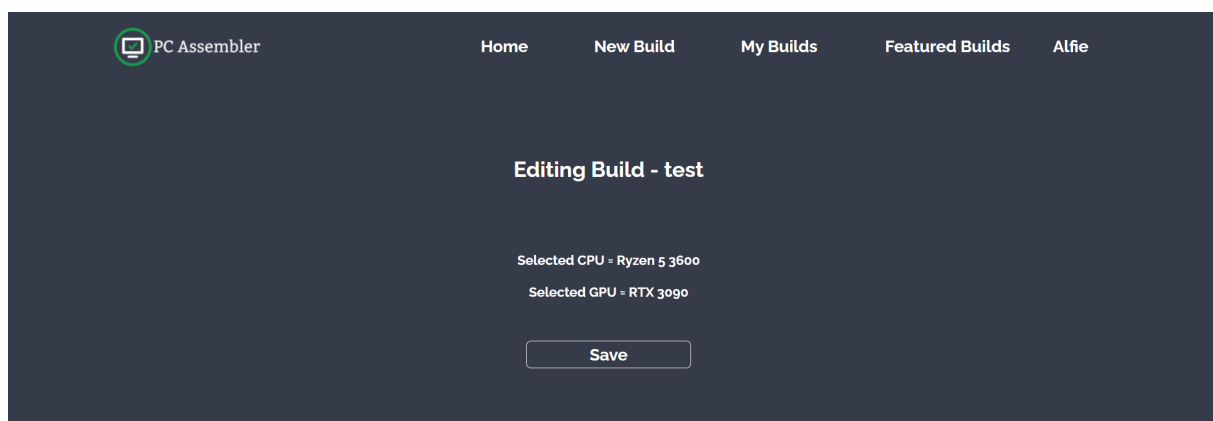 PC Assembler Home New Build My Builds Featured Builds Alfie
Editing Build - test
Selected CPU = Ryzen 5 3600
Selected GPU = RTX 3090
Save